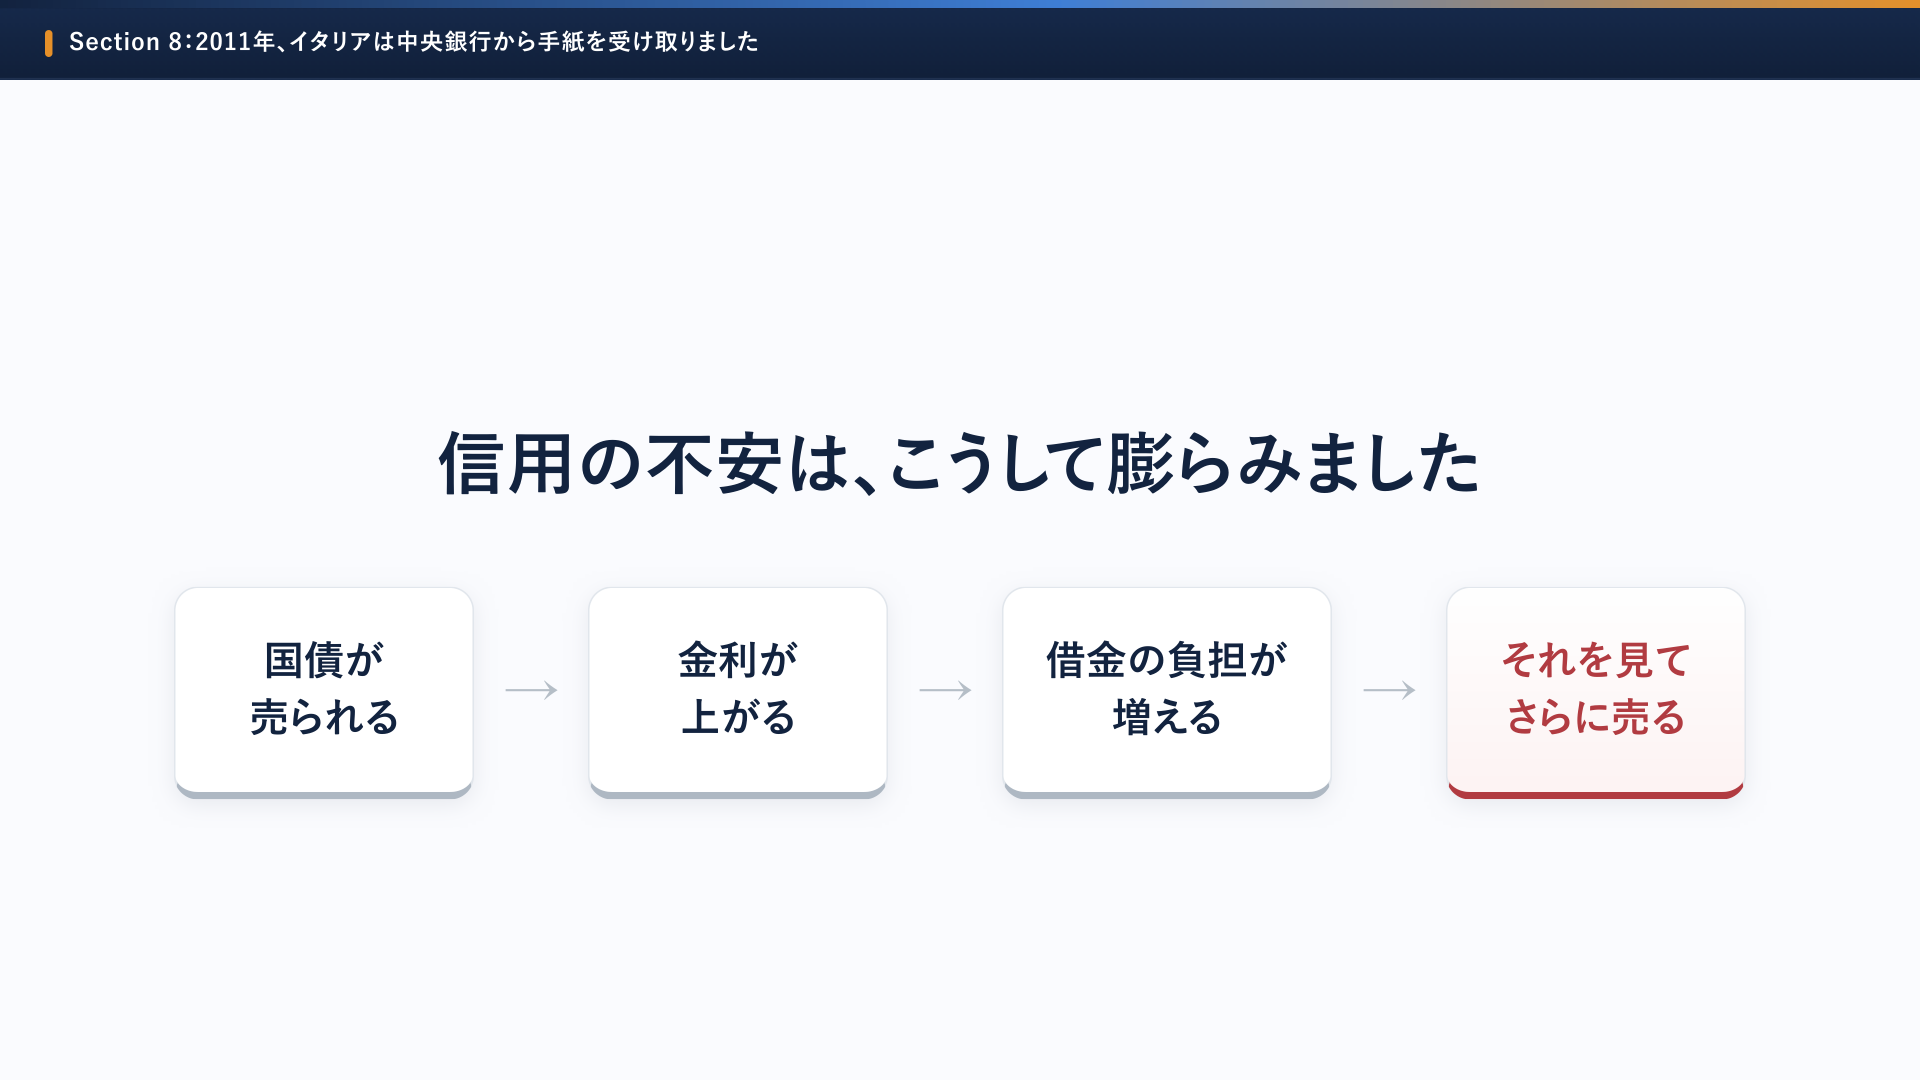 Section 8：2011年、イタリアは中央銀行から手紙を受け取りました
信用の不安は、こうして膨らみました
国債が
売られる
→
金利が
上がる
→
借金の負担が
増える
→
それを見て
さらに売る